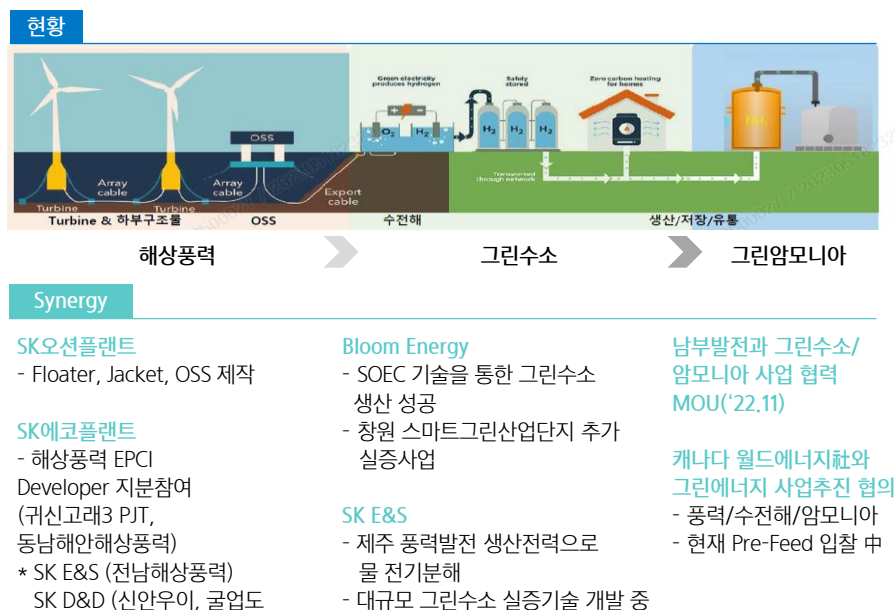 현황
Green electricity
produces hydrogen
Safely
stored
Zero carbon heating
for homes
OSS
O₂
H₂
H₂ H₂ H₂
NH₃
Array
cable
Array
cable
Export
cable
Transported
through network
Turbine
Turbine
Turbine & 하부구조물
OSS
수전해
생산/저장/유통
해상풍력
그린수소
그린암모니아
Synergy
SK오션플랜트
- Floater, Jacket, OSS 제작
SK에코플랜트
- 해상풍력 EPCI
Developer 지분참여
(귀신고래3 PJT,
동남해안해상풍력)
* SK E&S (전남해상풍력)
SK D&D (신안우이, 굴업도
Bloom Energy
- SOEC 기술을 통한 그린수소
생산 성공
- 창원 스마트그린산업단지 추가
실증사업
SK E&S
- 제주 풍력발전 생산전력으로
물 전기분해
- 대규모 그린수소 실증기술 개발 중
남부발전과 그린수소/
암모니아 사업 협력
MOU(‘22.11)
캐나다 월드에너지社와
그린에너지 사업추진 협의
- 풍력/수전해/암모니아
- 현재 Pre-Feed 입찰 中